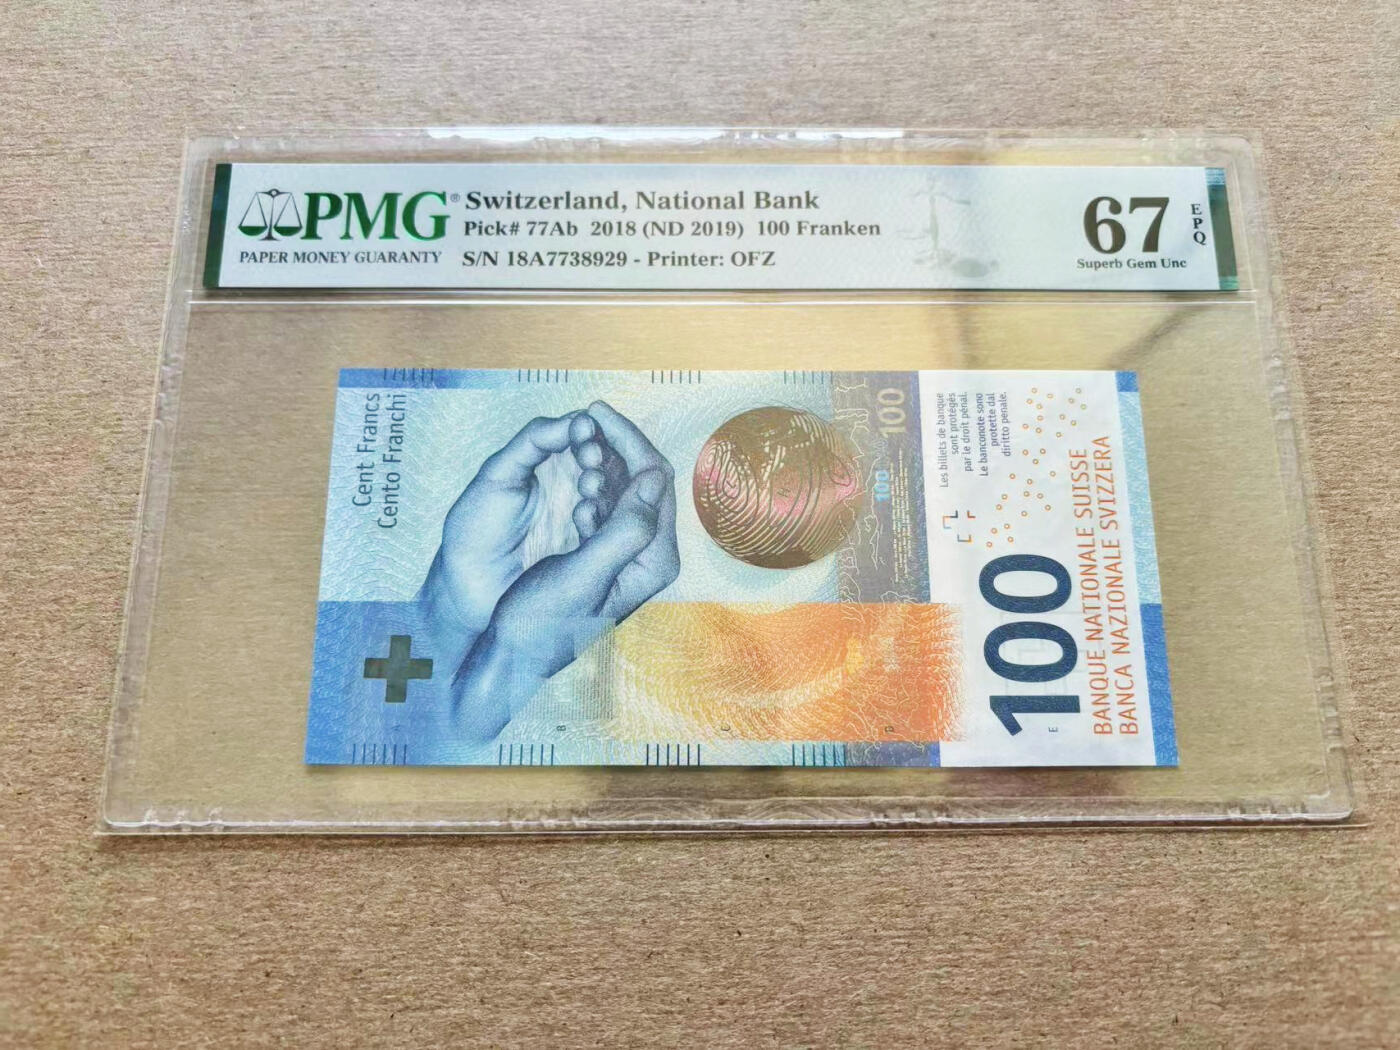 PMG®
PAPER MONEY GUARANTY
Switzerland, National Bank
Pick# 77Ab 2018 (ND 2019) 100 Franken
S/N 18A7738929 - Printer: OFZ
67
EPQ
Superb Gem Unc
Cent Francs
Cento Franchi
100
100
Les billets de banque
sont protégés
par le droit pénal.
Le banconote sono
protette dal
diritto penale.
100
BANQUE NATIONALE SUISSE
BANCA NAZIONALE SVIZZERA
H
B
C
D
E